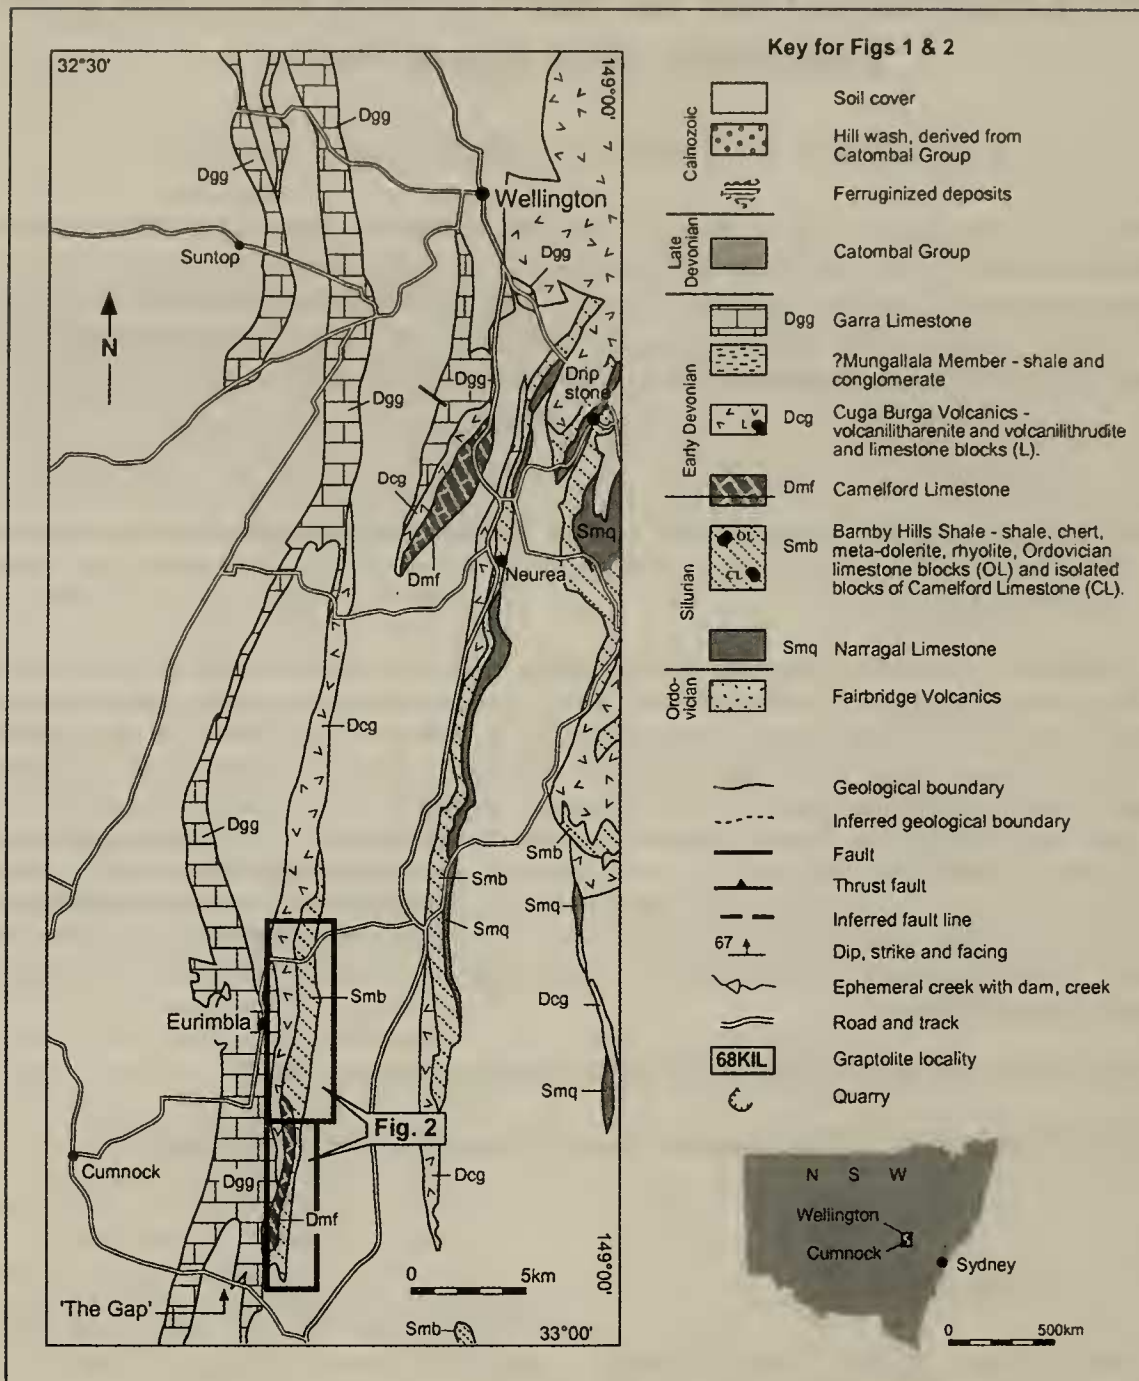 32°30'
149°00'
Dgg
Dgg
Wellington
Suntop
Dgg
N
Drip
stone
Dgg
Dgg
Dcg
Smq
Dmf
Neurea
Dcg
Dgg
Smb
Smb
Smq
Smq
Smb
Dcg
Eurimbla
Smq
Fig. 2
Cumnock
Dgg
Dcg
Dmf
149°00'
0 5km
'The Gap'
Smb
33°00'
Key for Figs 1 & 2
Cainozoic
Soil cover
Hill wash, derived from
Catombal Group
Ferruginized deposits
Late
Devonian
Catombal Group
Early Devonian
Dgg Garra Limestone
?Mungallala Member - shale and
conglomerate
L
Dcg Cuga Burga Volcanics -
volcanilitharenite and volcanilithrudite
and limestone blocks (L).
Dmf Camelford Limestone
Silurian
OL
CL
Smb Barnby Hills Shale - shale, chert,
meta-dolerite, rhyolite, Ordovician
limestone blocks (OL) and isolated
blocks of Camelford Limestone (CL).
Smq Narragal Limestone
Ordo-
vician
Fairbridge Volcanics
Geological boundary
Inferred geological boundary
Fault
Thrust fault
Inferred fault line
67 Dip, strike and facing
Ephemeral creek with dam, creek
Road and track
68KIL Graptolite locality
Quarry
N S W
Wellington
Cumnock
Sydney
0 500km